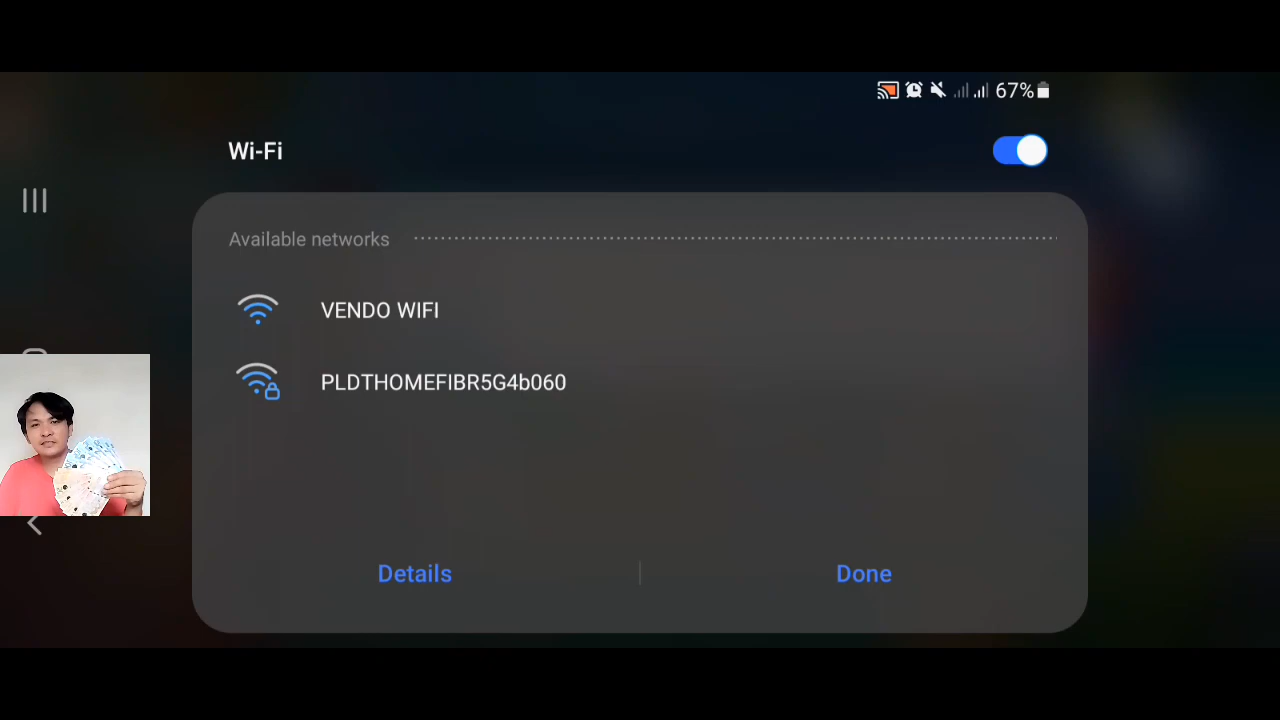 67%
Wi-Fi
Available networks
VENDO WIFI
PLDTHOMEFIBR5G4b060
Details
Done